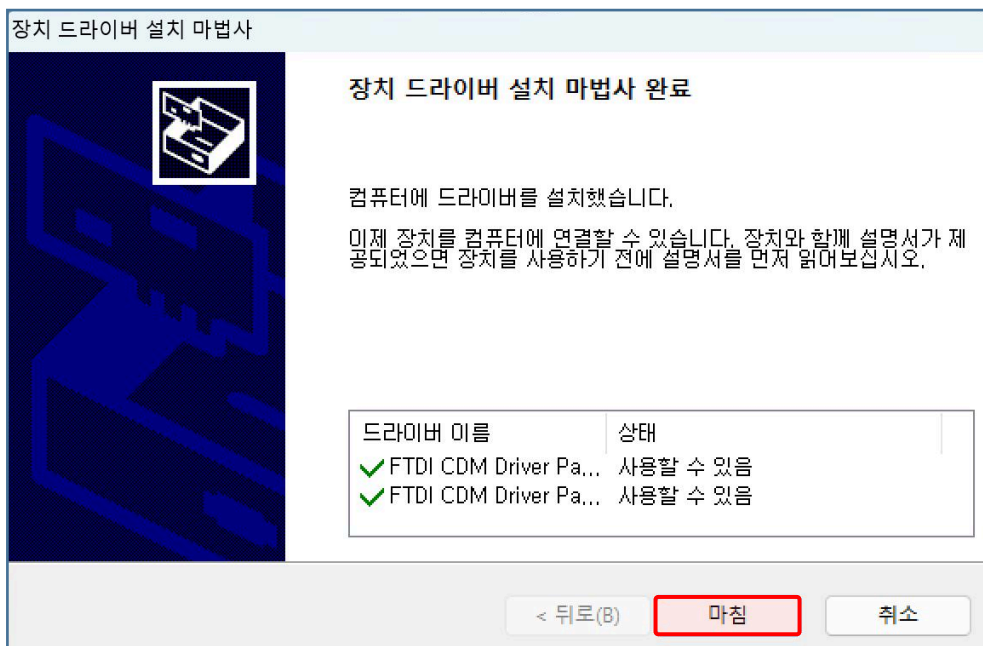 장치 드라이버 설치 마법사
장치 드라이버 설치 마법사 완료
컴퓨터에 드라이버를 설치했습니다.
이제 장치를 컴퓨터에 연결할 수 있습니다. 장치와 함께 설명서가 제
공되었으면 장치를 사용하기 전에 설명서를 먼저 읽어보십시오.
드라이버 이름 상태
FTDI CDM Driver Pa... 사용할 수 있음
FTDI CDM Driver Pa... 사용할 수 있음
< 뒤로(B) 마침 취소